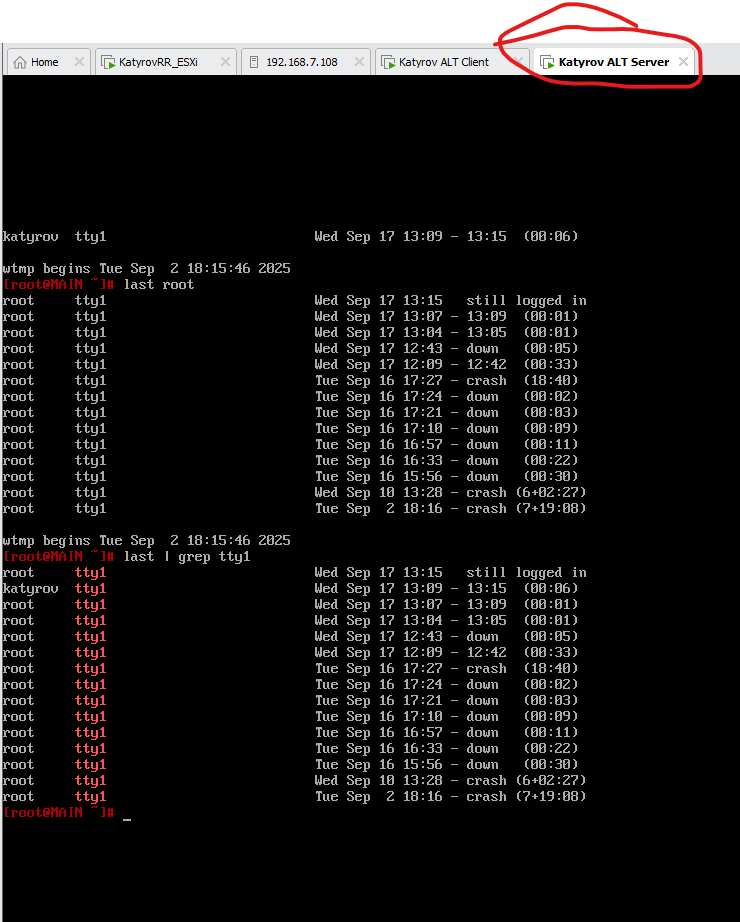 Home KatyrovRR_ESXi 192.168.7.108 Katyrov ALT Client Katyrov ALT Server
katyrov tty1 Wed Sep 17 13:09 - 13:15 (00:06)
wtmp begins Tue Sep 2 18:15:46 2025
[root@MAIN ~]# last root
root tty1 Wed Sep 17 13:15 still logged in
root tty1 Wed Sep 17 13:07 - 13:09 (00:01)
root tty1 Wed Sep 17 13:04 - 13:05 (00:01)
root tty1 Wed Sep 17 12:43 - down (00:05)
root tty1 Wed Sep 17 12:09 - 12:42 (00:33)
root tty1 Tue Sep 16 17:27 - crash (18:40)
root tty1 Tue Sep 16 17:24 - down (00:02)
root tty1 Tue Sep 16 17:21 - down (00:03)
root tty1 Tue Sep 16 17:10 - down (00:09)
root tty1 Tue Sep 16 16:57 - down (00:11)
root tty1 Tue Sep 16 16:33 - down (00:22)
root tty1 Tue Sep 16 15:56 - down (00:30)
root tty1 Wed Sep 10 13:28 - crash (6+02:27)
root tty1 Tue Sep 2 18:16 - crash (7+19:08)
wtmp begins Tue Sep 2 18:15:46 2025
[root@MAIN ~]# last | grep tty1
root tty1 Wed Sep 17 13:15 still logged in
katyrov tty1 Wed Sep 17 13:09 - 13:15 (00:06)
root tty1 Wed Sep 17 13:07 - 13:09 (00:01)
root tty1 Wed Sep 17 13:04 - 13:05 (00:01)
root tty1 Wed Sep 17 12:43 - down (00:05)
root tty1 Wed Sep 17 12:09 - 12:42 (00:33)
root tty1 Tue Sep 16 17:27 - crash (18:40)
root tty1 Tue Sep 16 17:24 - down (00:02)
root tty1 Tue Sep 16 17:21 - down (00:03)
root tty1 Tue Sep 16 17:10 - down (00:09)
root tty1 Tue Sep 16 16:57 - down (00:11)
root tty1 Tue Sep 16 16:33 - down (00:22)
root tty1 Tue Sep 16 15:56 - down (00:30)
root tty1 Wed Sep 10 13:28 - crash (6+02:27)
root tty1 Tue Sep 2 18:16 - crash (7+19:08)
[root@MAIN ~]# _